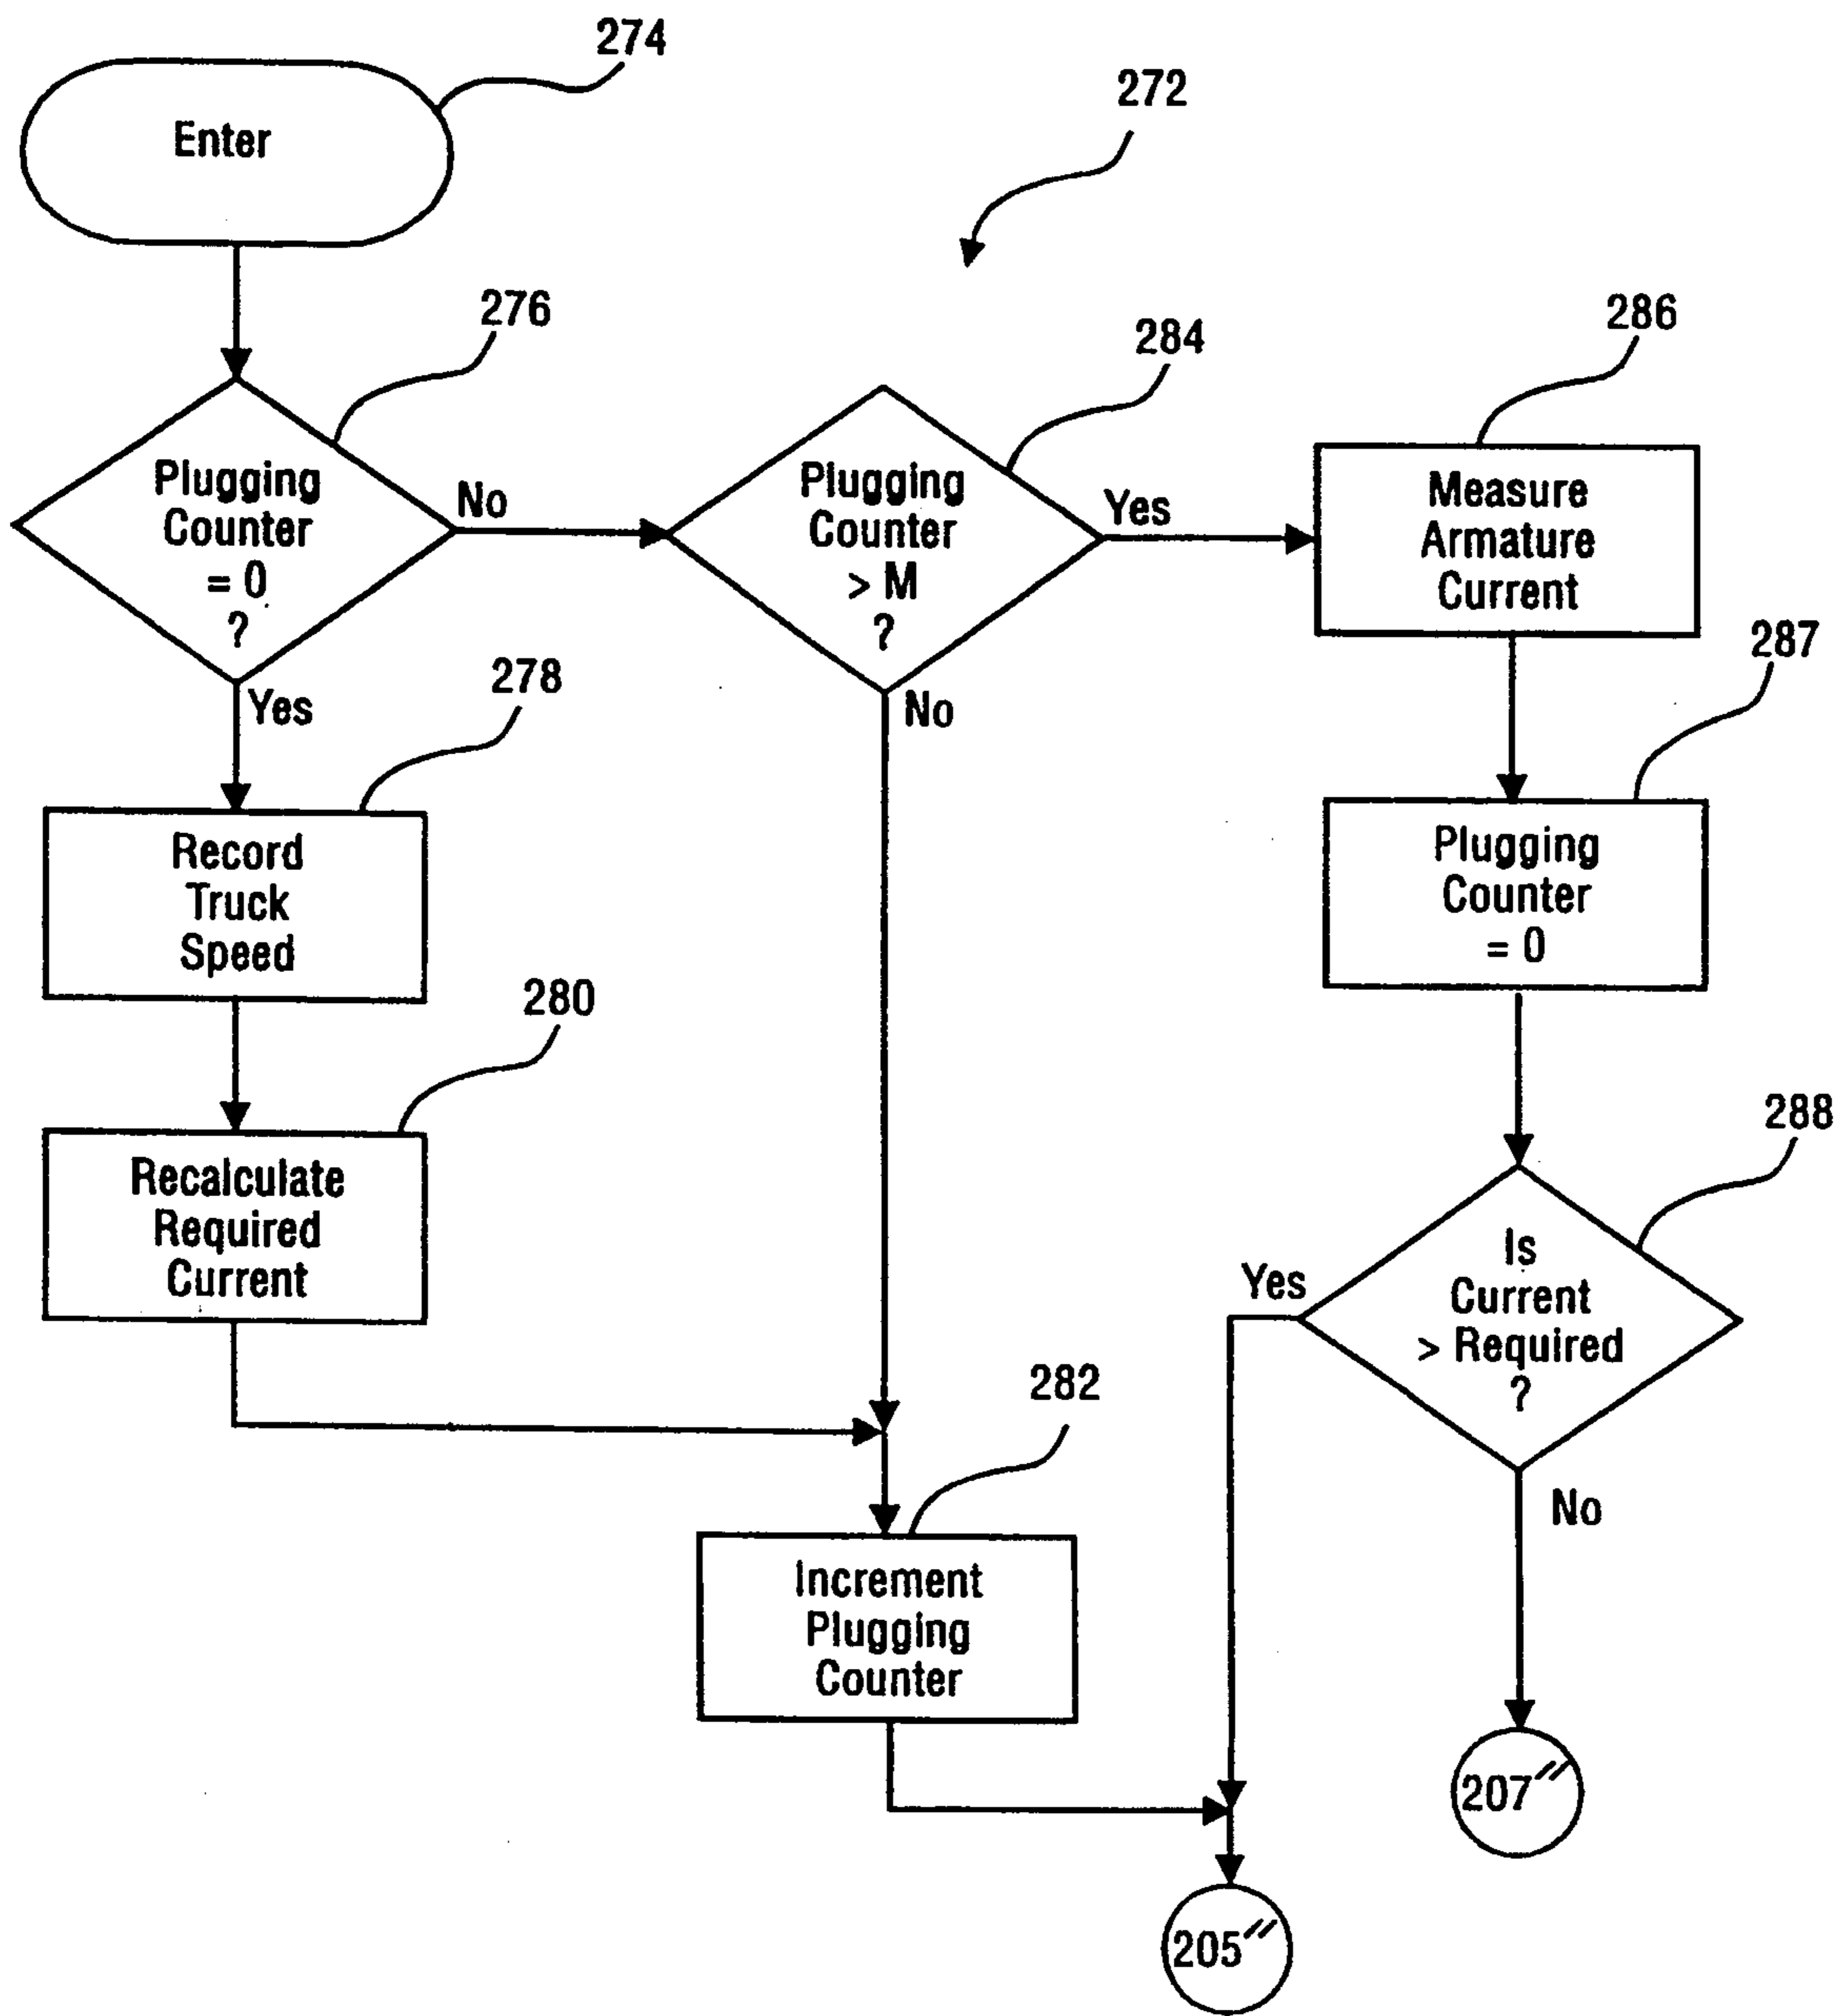 274
Enter
272
276
Plugging
Counter
= 0
?
No
Yes
284
Plugging
Counter
> M
?
Yes
No
286
Measure
Armature
Current
278
Record
Truck
Speed
287
Plugging
Counter
= 0
280
Recalculate
Required
Current
288
Is
Current
> Required
?
Yes
No
282
Increment
Plugging
Counter
207″
205″